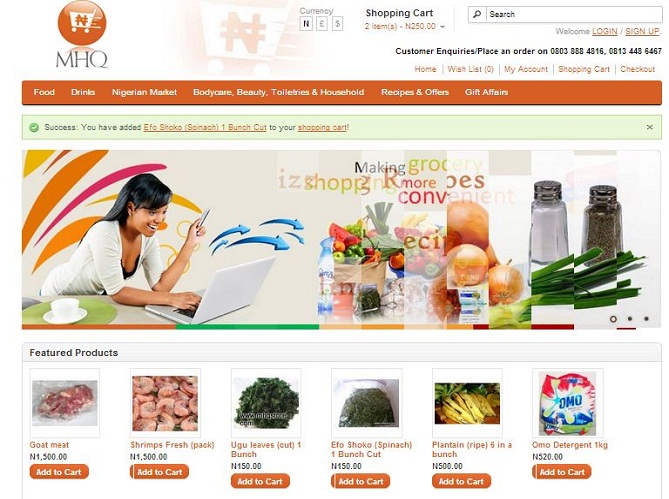 Currency
Shopping Cart
Search
N £ $
2 item(s) - N250.00
Welcome LOGIN / SIGN UP.
MHQ
Customer Enquiries/Place an order on 0803 888 4816, 0813 448 6467
Home Wish List (0) My Account Shopping Cart Checkout
Food Drinks Nigerian Market Bodycare, Beauty, Toiletries & Household Recipes & Offers Gift Affairs
Success: You have added Efo Shoko (Spinach) 1 Bunch Cut to your shopping cart!
Making grocery
shopping more
convenient
Featured Products
www.mhqstore.com
OMO
Goat meat
N1,500.00
Add to Cart
Shrimps Fresh (pack)
N1,500.00
Add to Cart
Ugu leaves (cut) 1
Bunch
N150.00
Add to Cart
Efo Shoko (Spinach)
1 Bunch Cut
N150.00
Add to Cart
Plantain (ripe) 6 in a
bunch
N500.00
Add to Cart
Omo Detergent 1kg
N520.00
Add to Cart